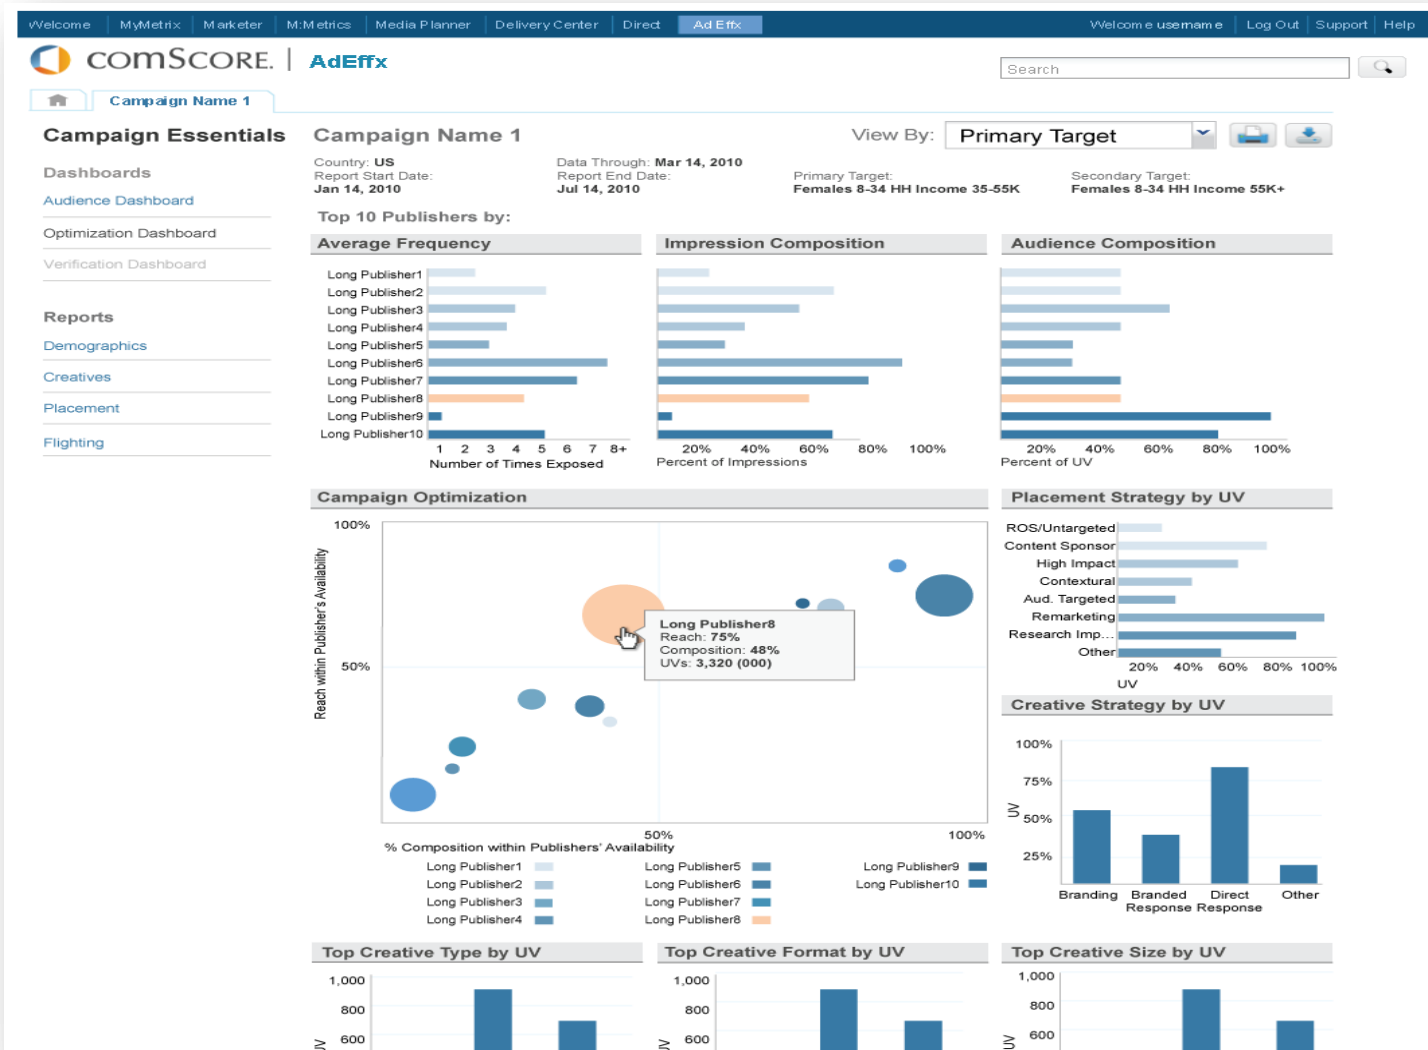 Welcome MyMetrix Marketer M:Metrics Media Planner Delivery Center Direct Ad Effx Welcome username Log Out Support Help
comScore. | AdEffx
Search
Campaign Name 1
Campaign Essentials
Dashboards
Audience Dashboard
Optimization Dashboard
Verification Dashboard
Reports
Demographics
Creatives
Placement
Flighting
Campaign Name 1
View By: Primary Target
Country: US
Report Start Date:
Jan 14, 2010
Data Through: Mar 14, 2010
Report End Date:
Jul 14, 2010
Primary Target:
Females 8-34 HH Income 35-55K
Secondary Target:
Females 8-34 HH Income 55K+
Top 10 Publishers by:
Average Frequency
Long Publisher1
Long Publisher2
Long Publisher3
Long Publisher4
Long Publisher5
Long Publisher6
Long Publisher7
Long Publisher8
Long Publisher9
Long Publisher10
1 2 3 4 5 6 7 8+
Number of Times Exposed
Impression Composition
20% 40% 60% 80% 100%
Percent of Impressions
Audience Composition
20% 40% 60% 80% 100%
Percent of UV
Campaign Optimization
100%
50%
Reach within Publisher's Availability
Long Publisher8
Reach: 75%
Composition: 48%
UVs: 3,320 (000)
50% 100%
% Composition within Publishers' Availability
Long Publisher1 Long Publisher5 Long Publisher9
Long Publisher2 Long Publisher6 Long Publisher10
Long Publisher3 Long Publisher7
Long Publisher4 Long Publisher8
Placement Strategy by UV
ROS/Untargeted
Content Sponsor
High Impact
Contextural
Aud. Targeted
Remarketing
Research Imp...
Other
20% 40% 60% 80% 100%
UV
Creative Strategy by UV
100%
75%
50%
25%
UV
Branding Branded Direct Other
Response Response
Top Creative Type by UV
1,000
800
600
UV
Top Creative Format by UV
1,000
800
600
UV
Top Creative Size by UV
1,000
800
600
UV